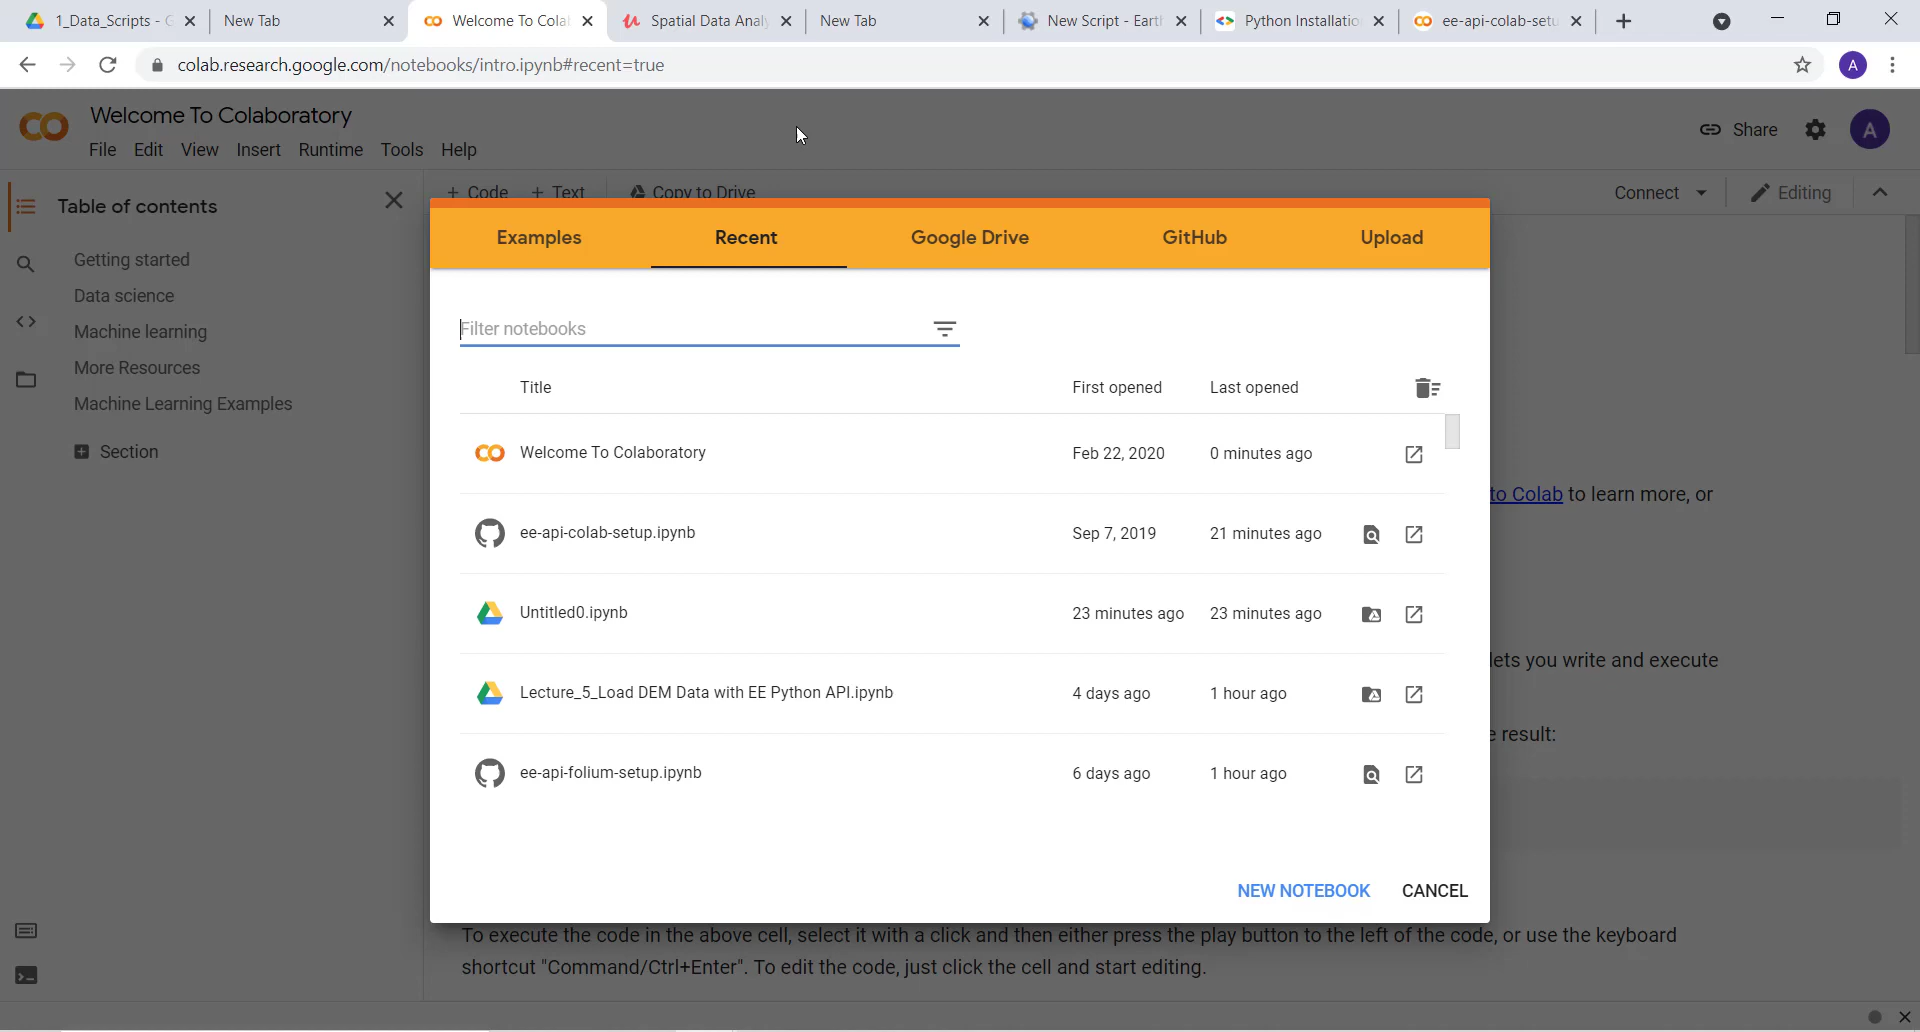 1_Data_Scripts - G
New Tab
Welcome To Colab
Spatial Data Analy
New Tab
New Script - Earth
Python Installatio
ee-api-colab-setu
colab.research.google.com/notebooks/intro.ipynb#recent=true
A
CO Welcome To Colaboratory
File Edit View Insert Runtime Tools Help
Share
A
Table of contents
+ Code + Text Copy to Drive
Connect Editing
Getting started
Data science
Machine learning
More Resources
Machine Learning Examples
Section
Examples Recent Google Drive GitHub Upload
Filter notebooks
Title First opened Last opened
Welcome To Colaboratory Feb 22, 2020 0 minutes ago
ee-api-colab-setup.ipynb Sep 7, 2019 21 minutes ago
Untitled0.ipynb 23 minutes ago 23 minutes ago
Lecture_5_Load DEM Data with EE Python API.ipynb 4 days ago 1 hour ago
ee-api-folium-setup.ipynb 6 days ago 1 hour ago
NEW NOTEBOOK CANCEL
to Colab to learn more, or
lets you write and execute
e result:
To execute the code in the above cell, select it with a click and then either press the play button to the left of the code, or use the keyboard
shortcut "Command/Ctrl+Enter". To edit the code, just click the cell and start editing.